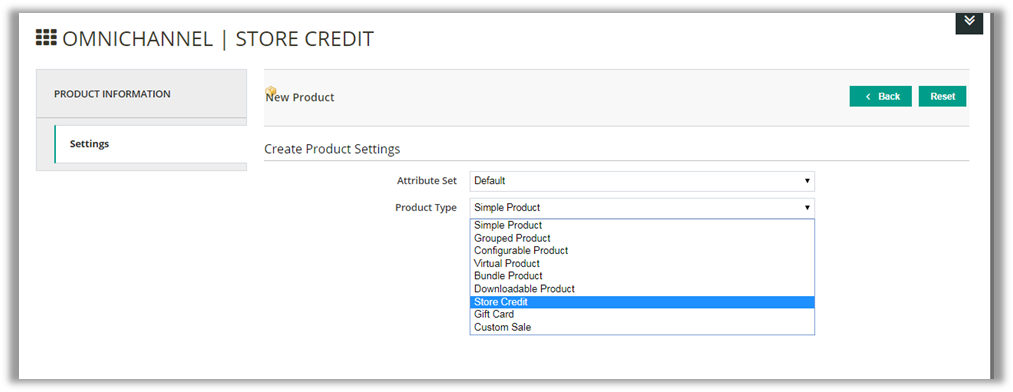 OMNICHANNEL | STORE CREDIT
PRODUCT INFORMATION
Settings
New Product
Back
Reset
Create Product Settings
Attribute Set Default
Product Type Simple Product
Simple Product
Grouped Product
Configurable Product
Virtual Product
Bundle Product
Downloadable Product
Store Credit
Gift Card
Custom Sale